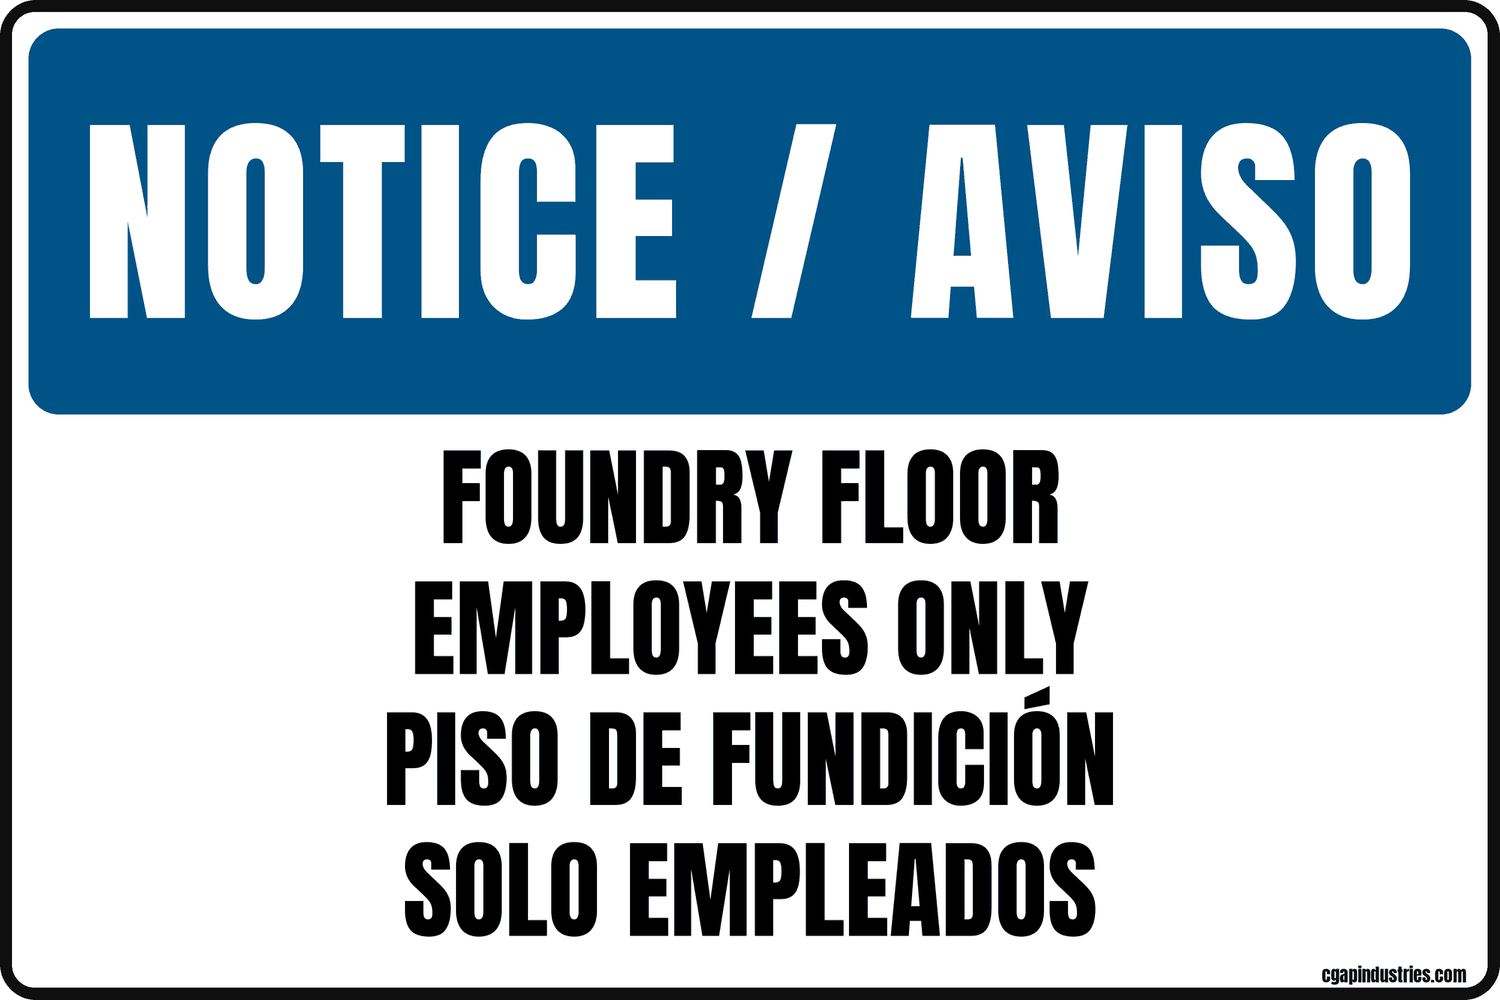 NOTICE / AVISO
FOUNDRY FLOOR
EMPLOYEES ONLY
PISO DE FUNDICIÓN
SOLO EMPLEADOS
cgapindustries.com